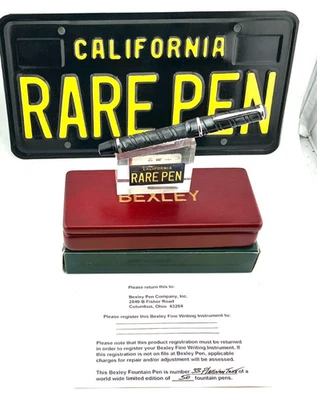 CALIFORNIA
RARE PEN
RARE PEN
BEXLEY
Please return this to:
Bexley Pen Company, Inc.
2840 B Fisher Road
Columbus, Ohio 43204
Please register this Bexley Fine Writing Instrument to:
Please note that this product registration must be returned
in order to register your Bexley Fine Writing Instrument. If
this registration is not on file at Bexley Pen, applicable
charges for repair and/or adjustment will be assessed.
This Bexley Fountain Pen is number 38 of a
world wide limited edition of 50 fountain pens.